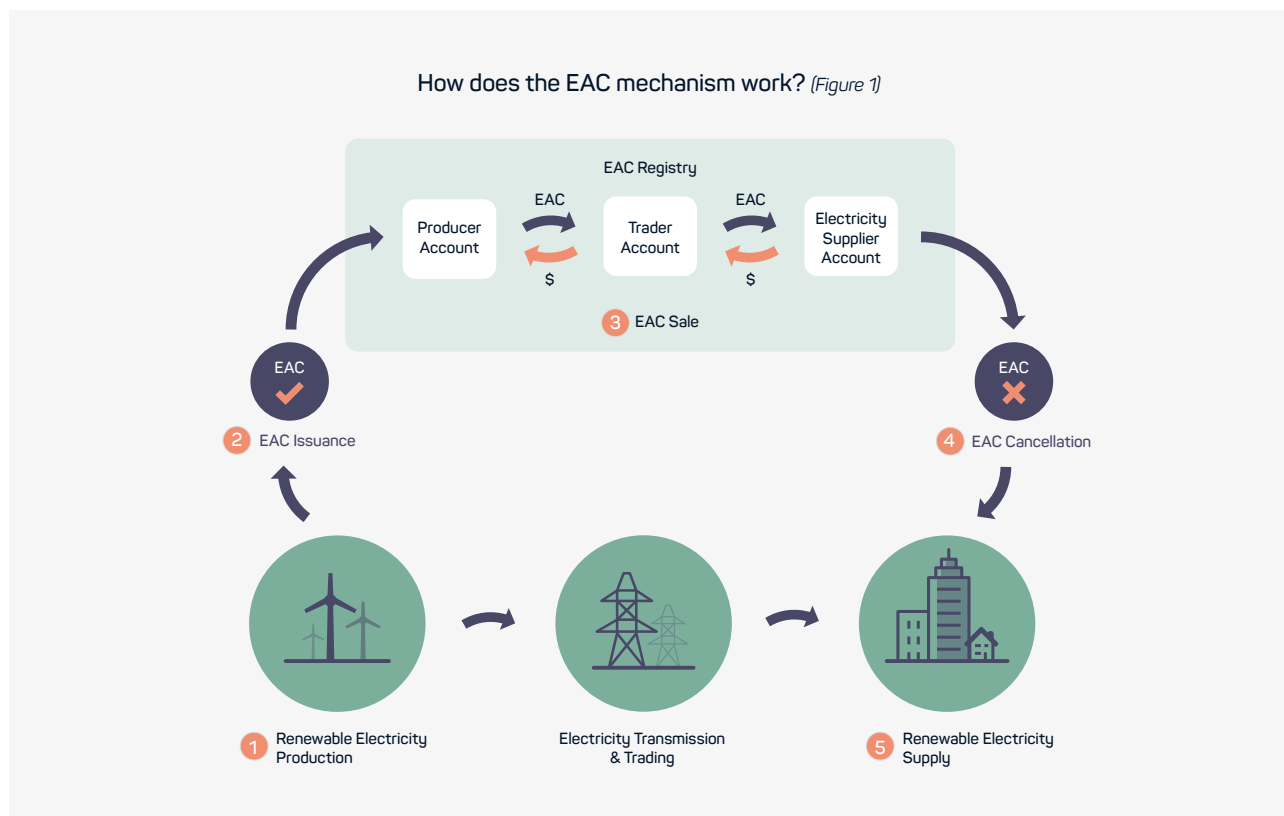 How does the EAC mechanism work? (Figure 1)
EAC Registry
EAC
EAC
Producer
Account
Trader
Account
Electricity
Supplier
Account
$
$
3 EAC Sale
EAC
EAC
2 EAC Issuance
4 EAC Cancellation
1 Renewable Electricity
Production
Electricity Transmission
& Trading
5 Renewable Electricity
Supply